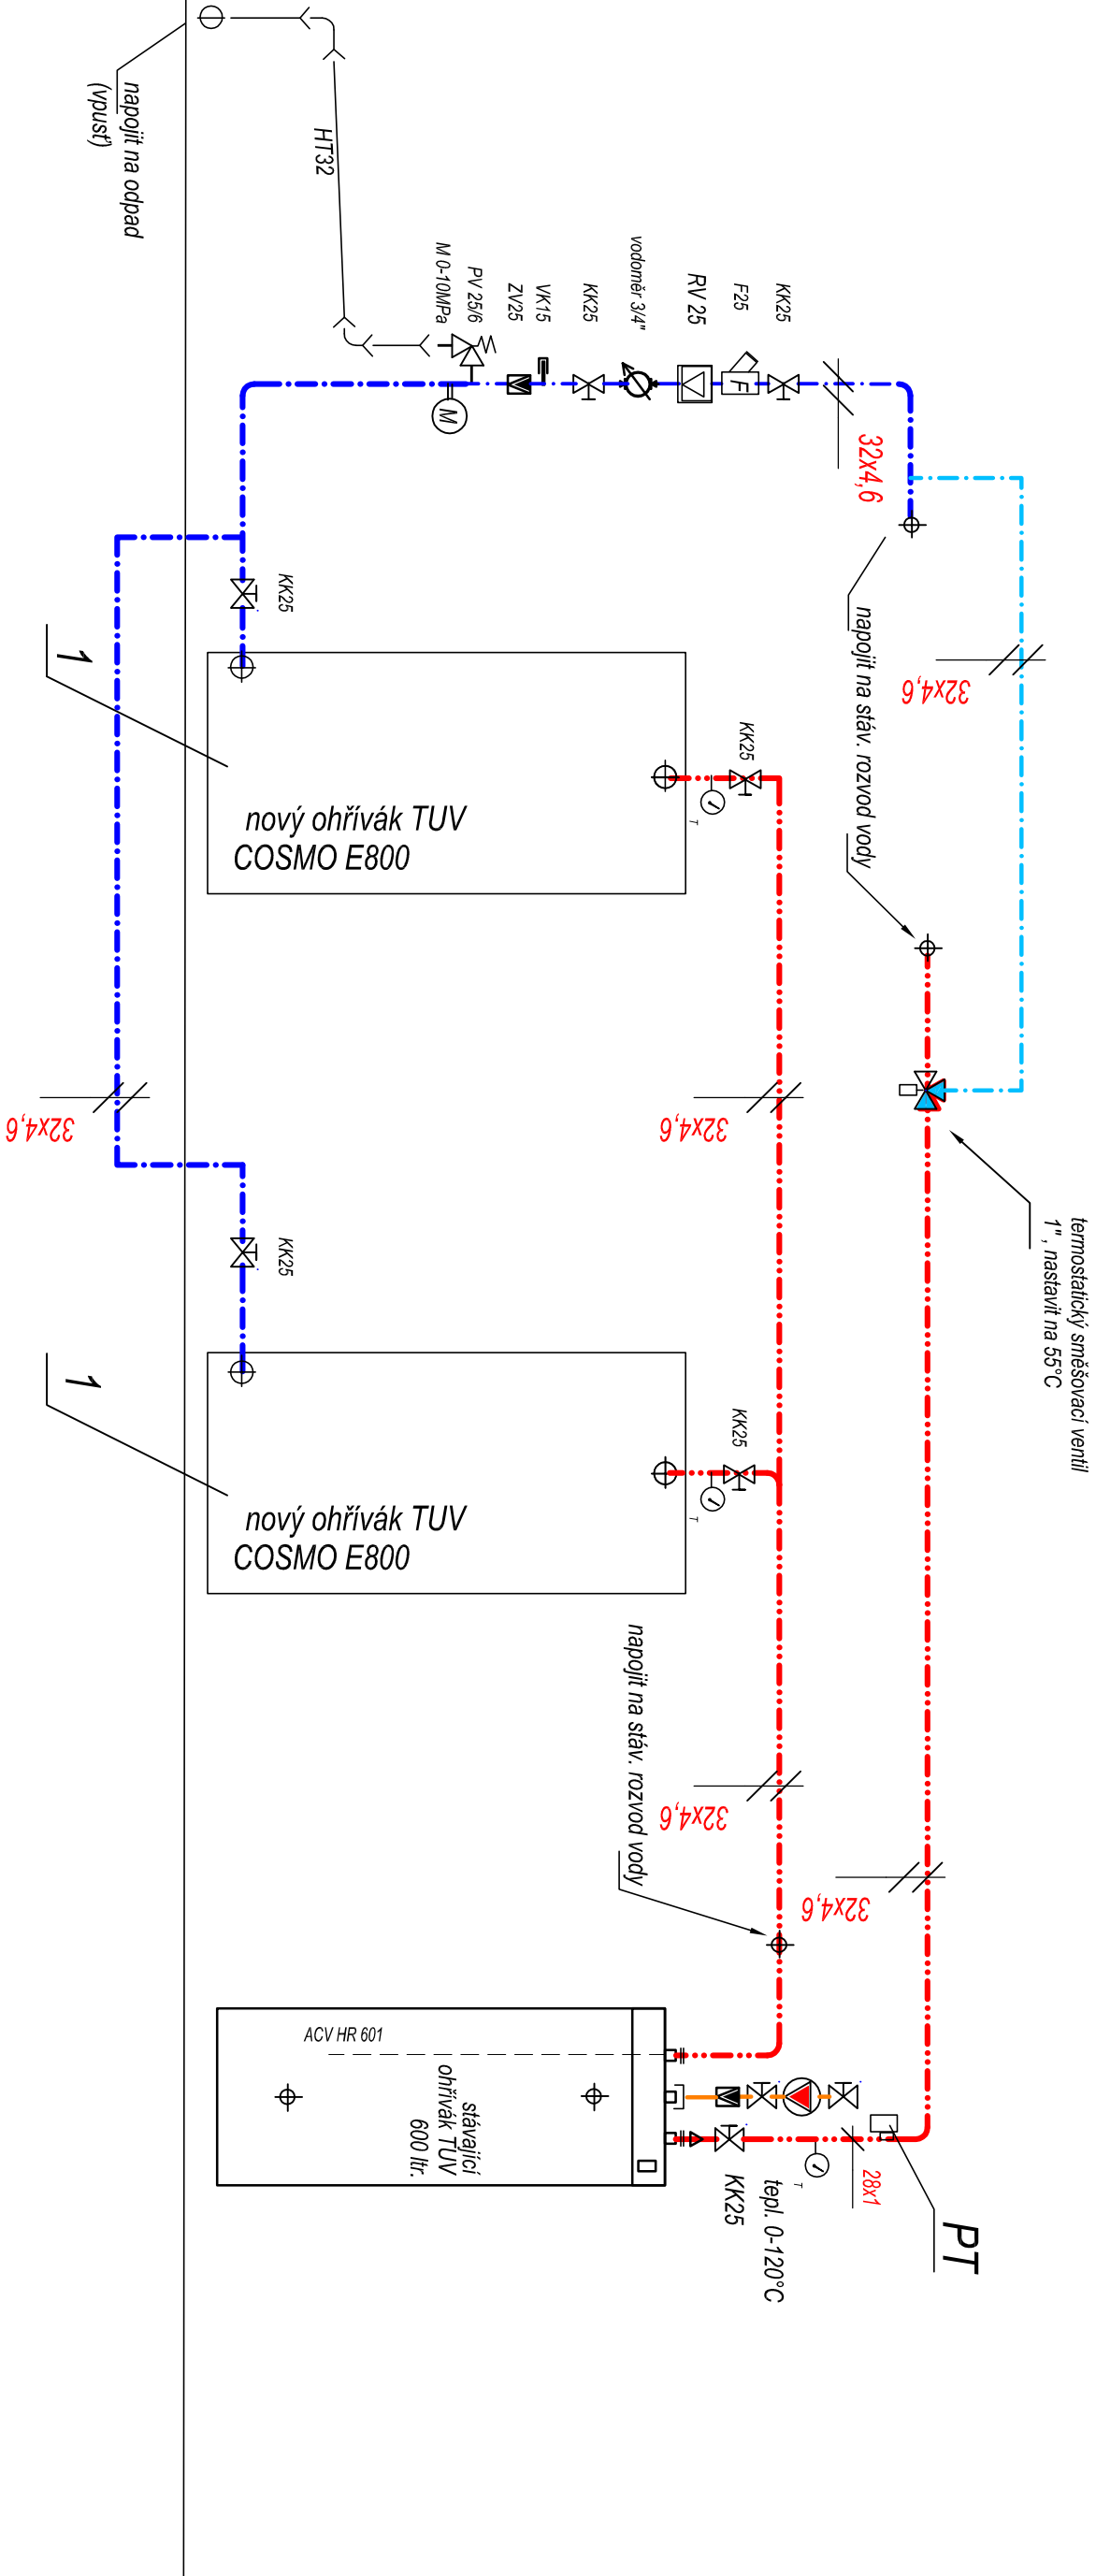 napojit na odpad
(vpusť)
HT32
M 0-10MPa
PV 25/6
ZV25
VK15
KK25
vodoměr 3/4"
RV 25
F25
KK25
F
M
32x4,6
32x4,6
napojit na stáv. rozvod vody
KK25
1
nový ohřívák TUV
COSMO E800
KK25
T
32x4,6
32x4,6
termostatický směšovací ventil
1", nastavit na 55°C
KK25
1
nový ohřívák TUV
COSMO E800
KK25
T
napojit na stáv. rozvod vody
32x4,6
32x4,6
ACV HR 601
stávající
ohřívák TUV
600 ltr.
KK25
tepl. 0-120°C
T
28x1
PT